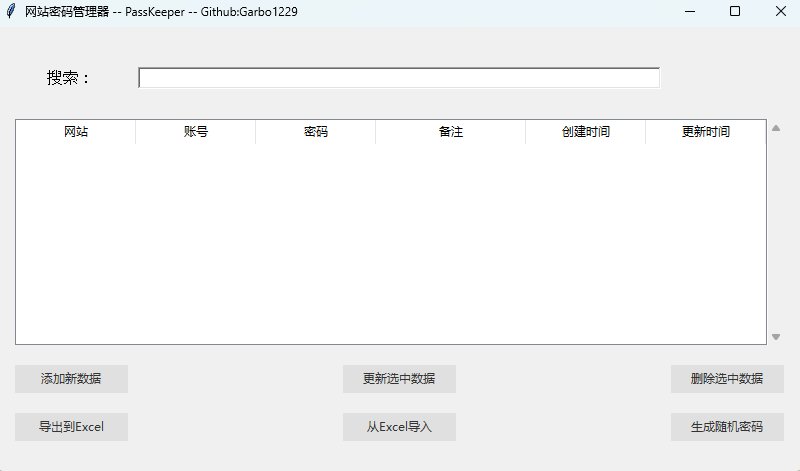 网站密码管理器 -- PassKeeper -- Github:Garbo1229
搜索：
网站 账号 密码 备注 创建时间 更新时间
添加新数据 更新选中数据 删除选中数据
导出到Excel 从Excel导入 生成随机密码